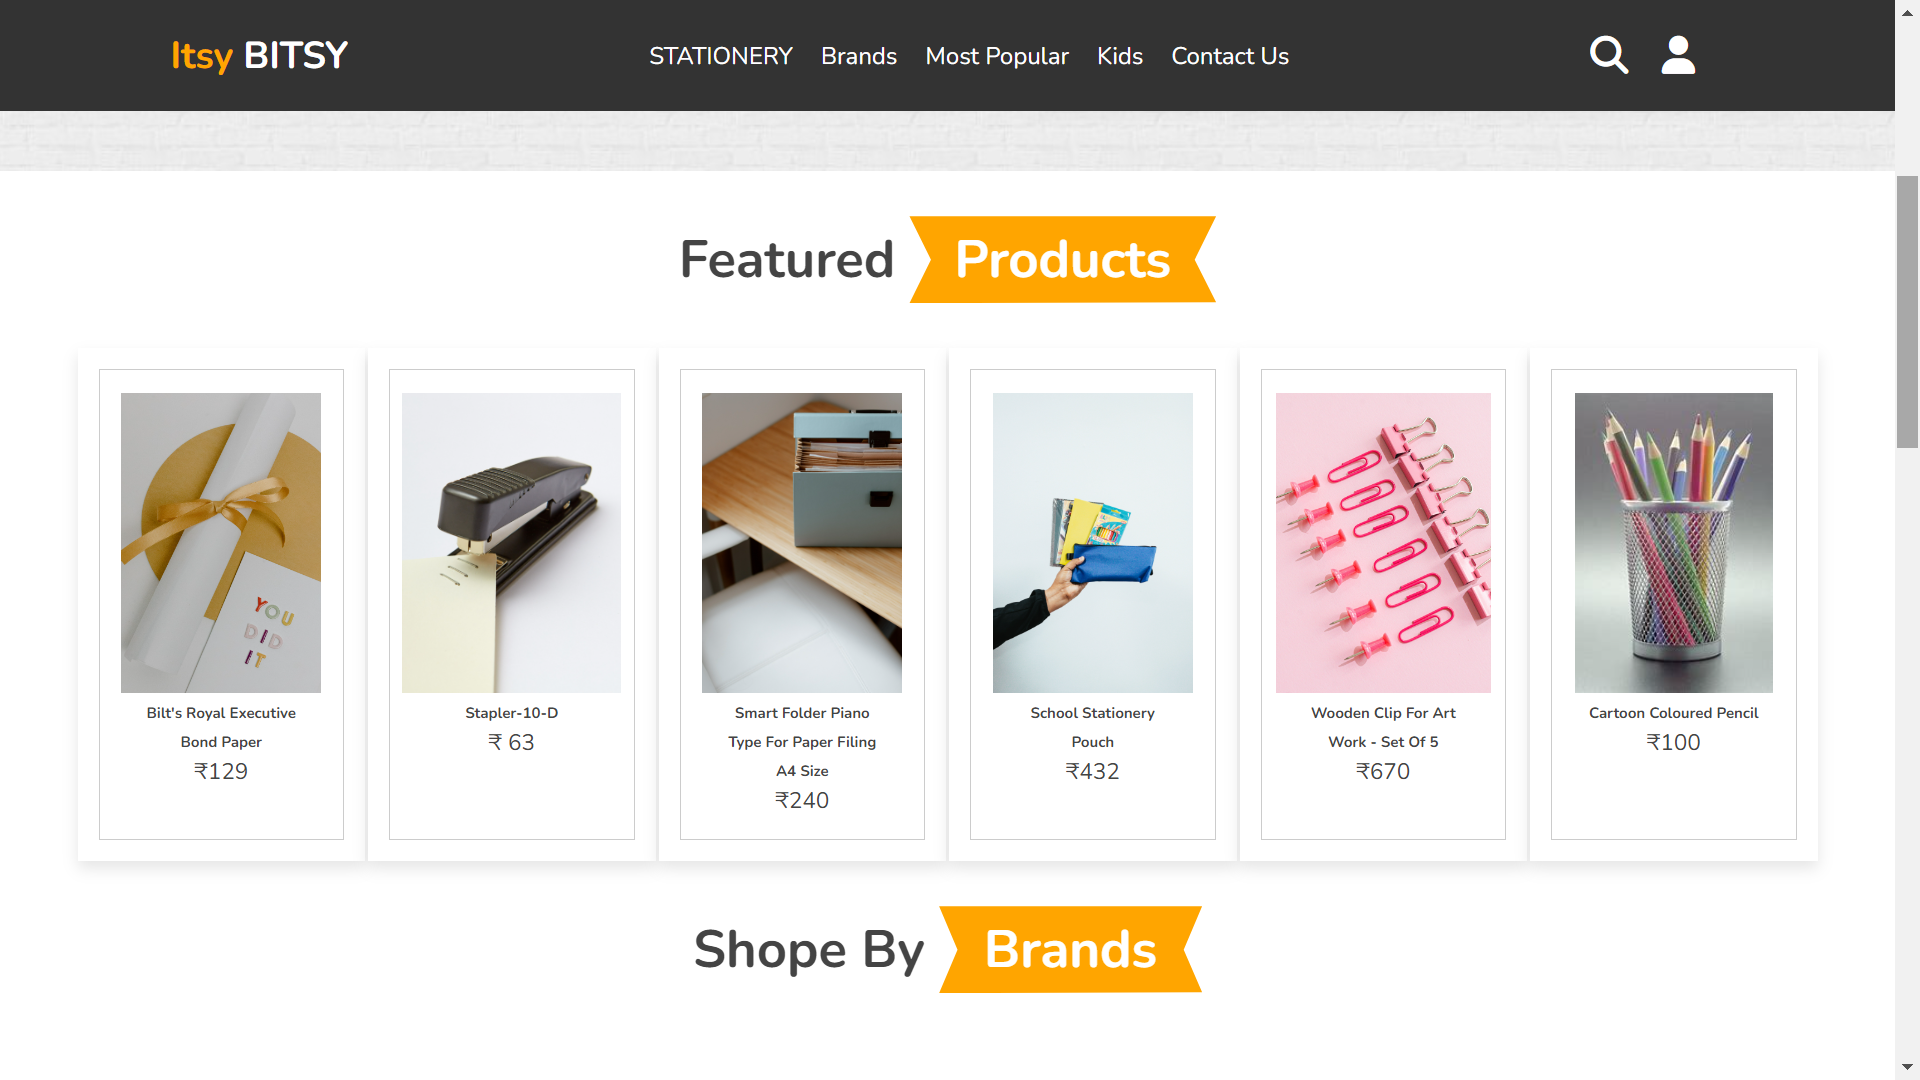 Itsy BITSY
STATIONERY Brands Most Popular Kids Contact Us
Featured Products
YOU
DID
IT
Bilt's Royal Executive
Bond Paper
₹129
Stapler-10-D
₹ 63
Smart Folder Piano
Type For Paper Filing
A4 Size
₹240
School Stationery
Pouch
₹432
Wooden Clip For Art
Work - Set Of 5
₹670
Cartoon Coloured Pencil
₹100
Shope By Brands